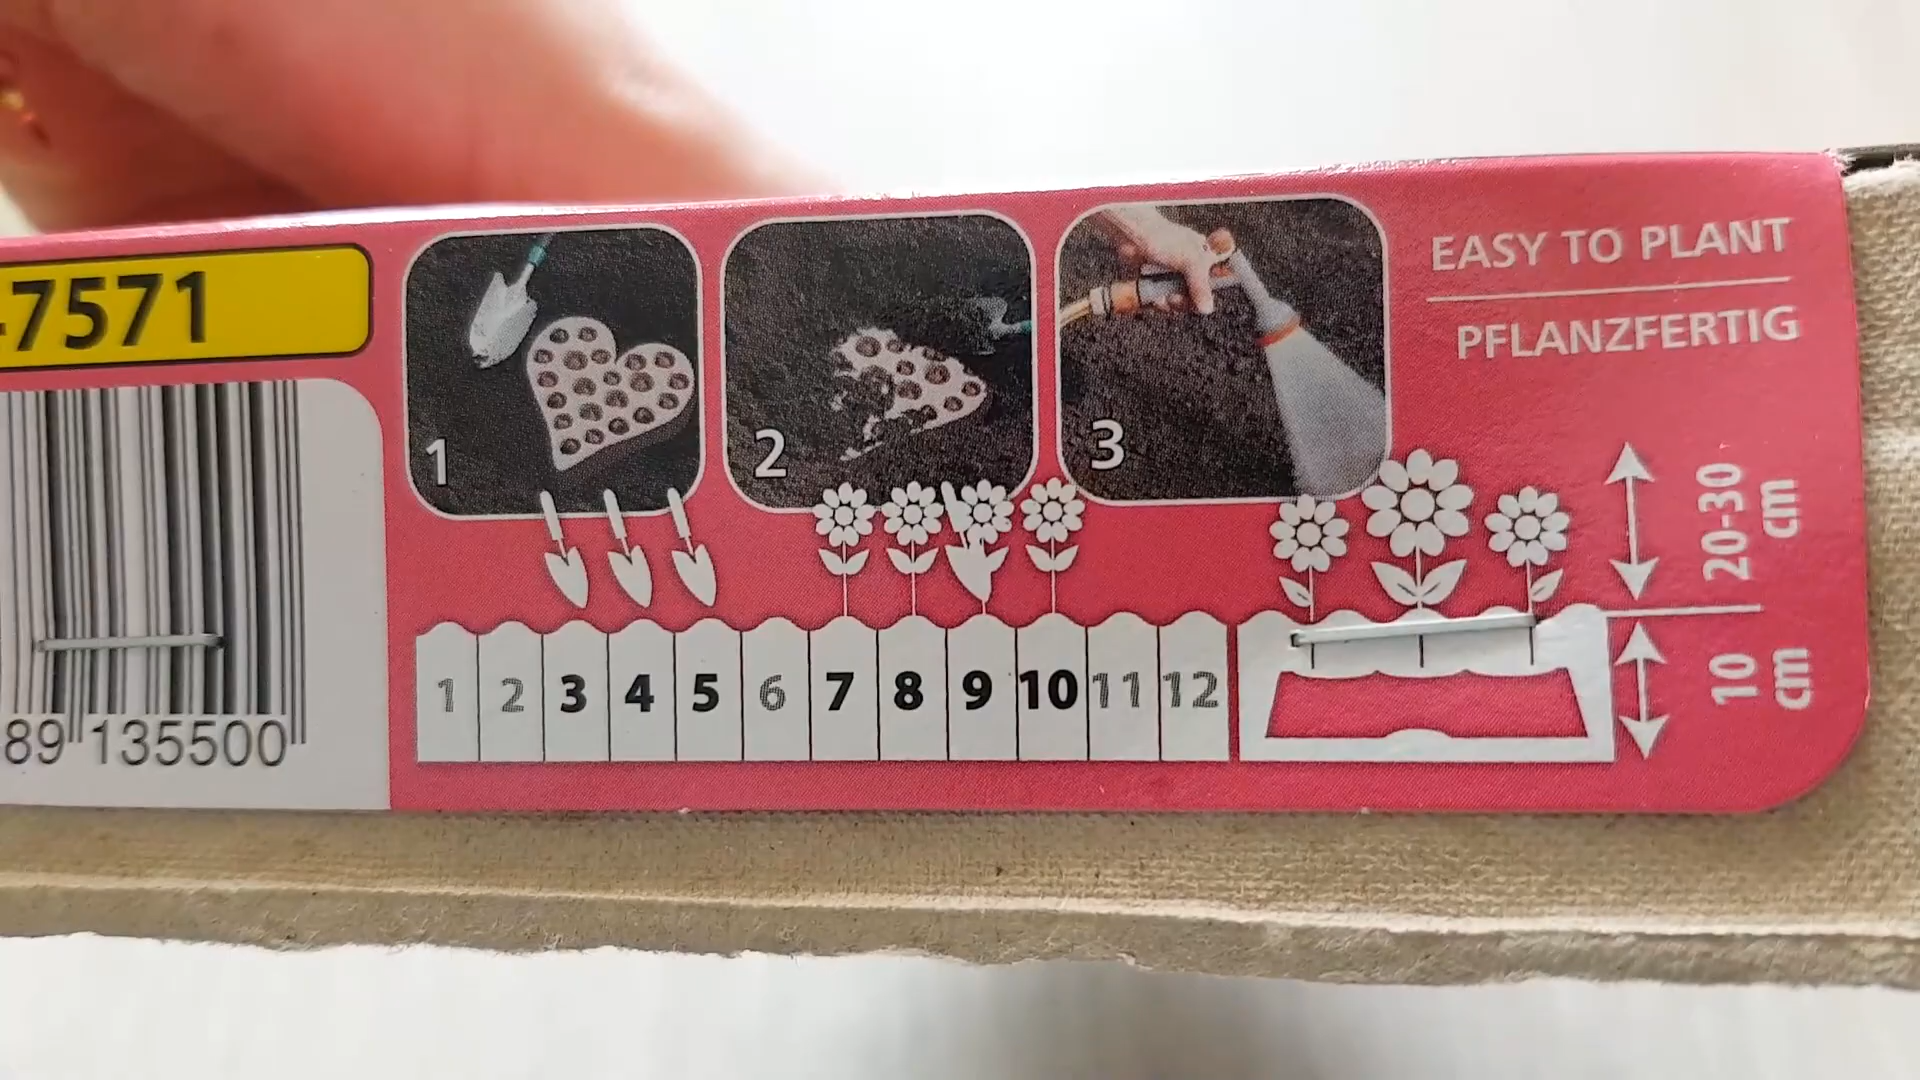 7571
89 135500
1
2
3
EASY TO PLANT
PFLANZFERTIG
1 2 3 4 5 6 7 8 9 10 11 12
20-30
cm
10
cm